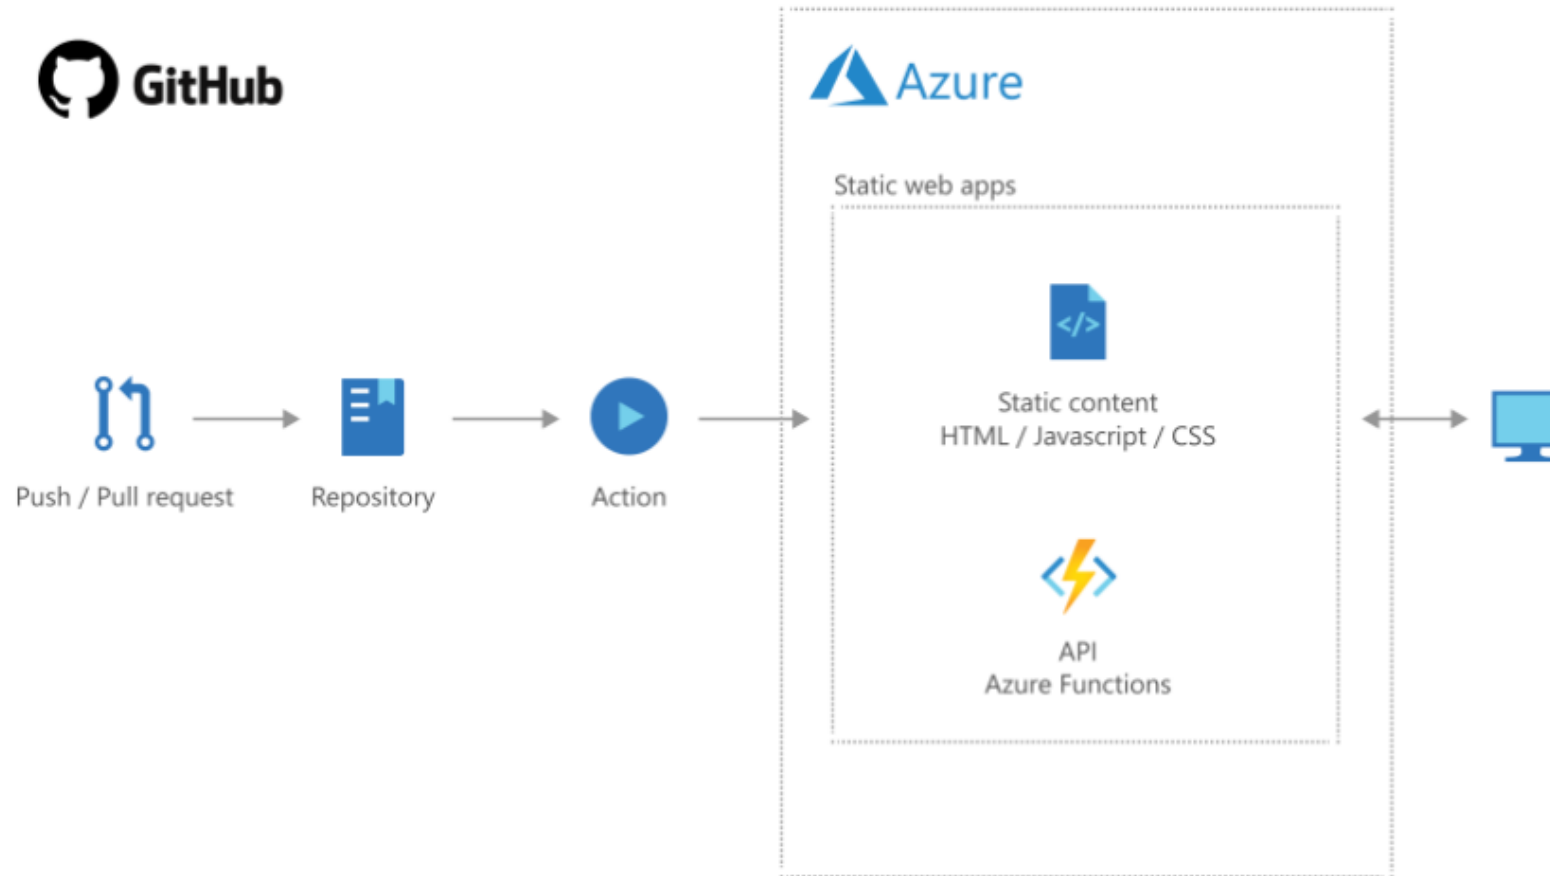 GitHub
Azure
Static web apps
</>
Static content
HTML / Javascript / CSS
Push / Pull request
Repository
Action
API
Azure Functions